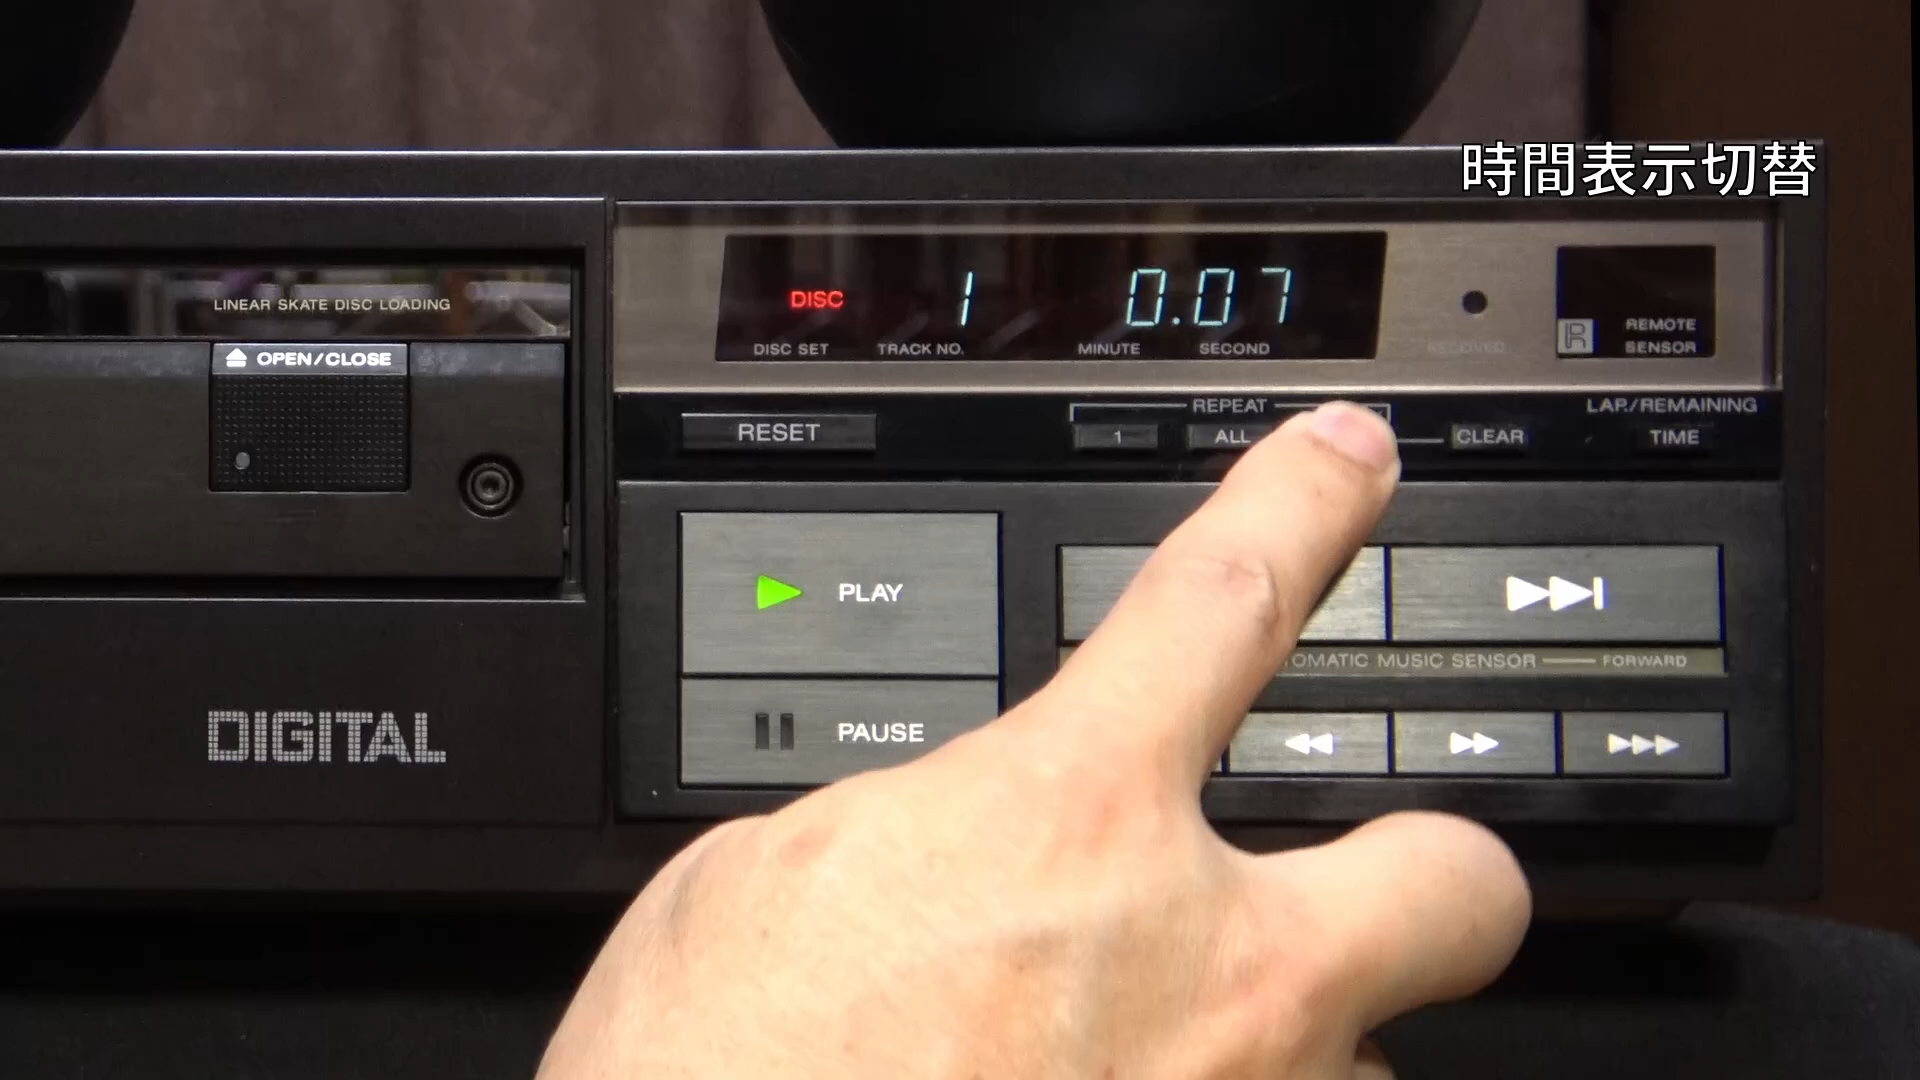 時間表示切替
LINEAR SKATE DISC LOADING
OPEN/CLOSE
DISC 1 0.07
DISC SET TRACK NO. MINUTE SECOND
REMOTE
SENSOR
REPEAT
LAP./REMAINING
RESET
1 ALL CLEAR TIME
PLAY
MUSIC SENSOR FORWARD
PAUSE
DIGITAL